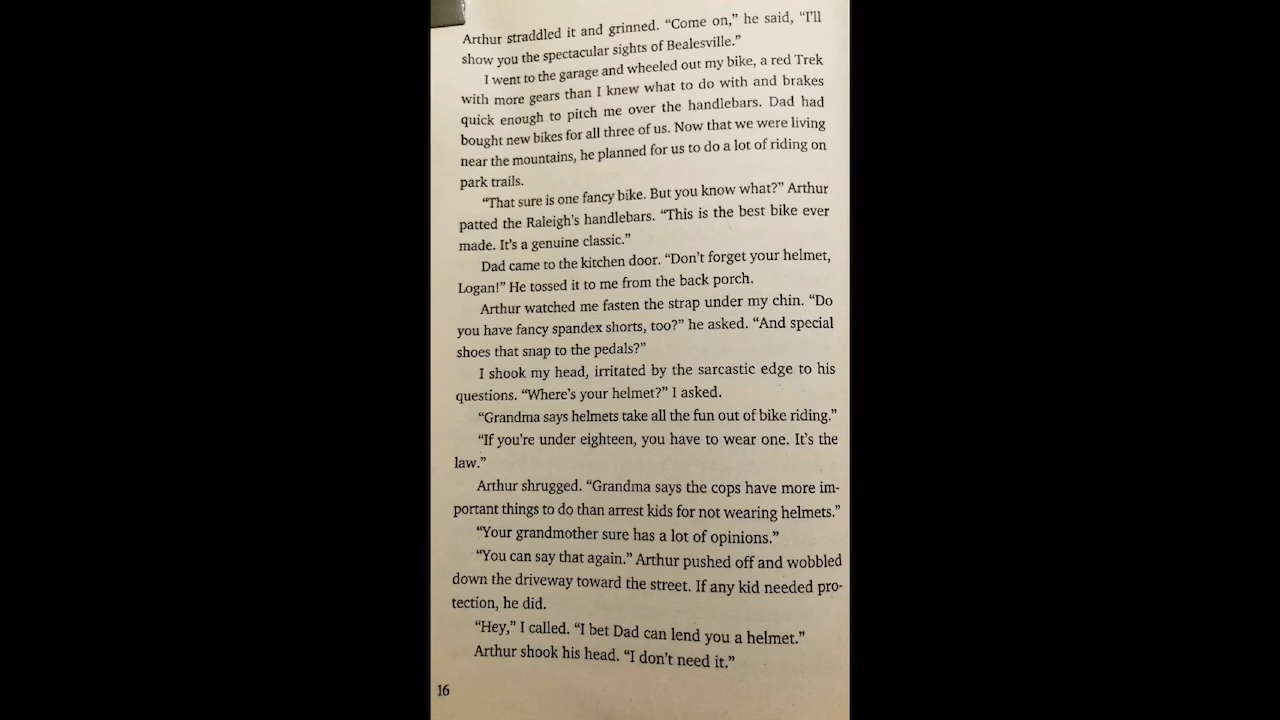 Arthur straddled it and grinned. “Come on,” he said, “I’ll
show you the spectacular sights of Bealesville.”
I went to the garage and wheeled out my bike, a red Trek
with more gears than I knew what to do with and brakes
quick enough to pitch me over the handlebars. Dad had
bought new bikes for all three of us. Now that we were living
near the mountains, he planned for us to do a lot of riding on
park trails.
“That sure is one fancy bike. But you know what?” Arthur
patted the Raleigh’s handlebars. “This is the best bike ever
made. It’s a genuine classic.”
Dad came to the kitchen door. “Don’t forget your helmet,
Logan!” He tossed it to me from the back porch.
Arthur watched me fasten the strap under my chin. “Do
you have fancy spandex shorts, too?” he asked. “And special
shoes that snap to the pedals?”
I shook my head, irritated by the sarcastic edge to his
questions. “Where’s your helmet?” I asked.
“Grandma says helmets take all the fun out of bike riding.”
“If you’re under eighteen, you have to wear one. It’s the
law.”
Arthur shrugged. “Grandma says the cops have more im-
portant things to do than arrest kids for not wearing helmets.”
“Your grandmother sure has a lot of opinions.”
“You can say that again.” Arthur pushed off and wobbled
down the driveway toward the street. If any kid needed pro-
tection, he did.
“Hey,” I called. “I bet Dad can lend you a helmet.”
Arthur shook his head. “I don’t need it.”
16